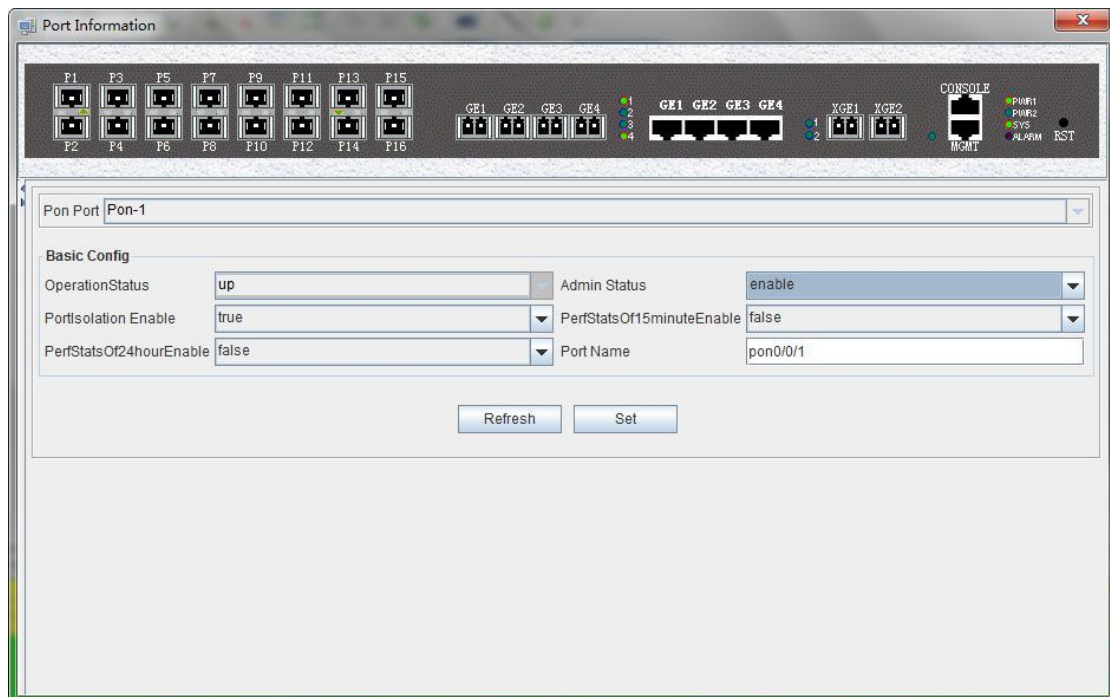 Port Information
P1 P3 P5 P7 P9 P11 P13 P15
P2 P4 P6 P8 P10 P12 P14 P16
GE1 GE2 GE3 GE4
1
2
3
4
GE1 GE2 GE3 GE4
1
2
XGE1 XGE2
CONSOLE
MGMT
PWR1
PWR2
SYS
ALARM
RST
Pon Port Pon-1
Basic Config
OperationStatus up Admin Status enable
PortIsolation Enable true PerfStatsOf15minuteEnable false
PerfStatsOf24hourEnable false Port Name pon0/0/1
Refresh Set